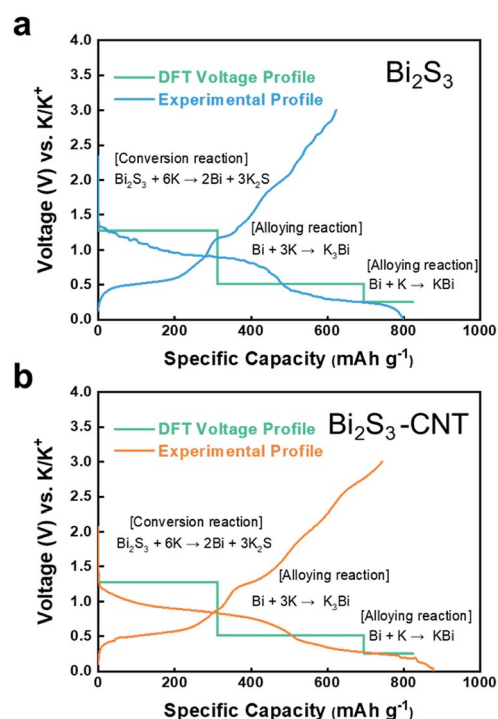 a
4.0
3.5
3.0
2.5
2.0
1.5
1.0
0.5
0.0
Voltage (V) vs. K/K⁺
DFT Voltage Profile
Experimental Profile
Bi₂S₃
[Conversion reaction]
Bi₂S₃ + 6K → 2Bi + 3K₂S
[Alloying reaction]
Bi + 3K → K₃Bi
[Alloying reaction]
Bi + K → KBi
0 200 400 600 800 1000
Specific Capacity (mAh g⁻¹)
b
4.0
3.5
3.0
2.5
2.0
1.5
1.0
0.5
0.0
Voltage (V) vs. K/K⁺
DFT Voltage Profile
Experimental Profile
Bi₂S₃-CNT
[Conversion reaction]
Bi₂S₃ + 6K → 2Bi + 3K₂S
[Alloying reaction]
Bi + 3K → K₃Bi
[Alloying reaction]
Bi + K → KBi
0 200 400 600 800 1000
Specific Capacity (mAh g⁻¹)